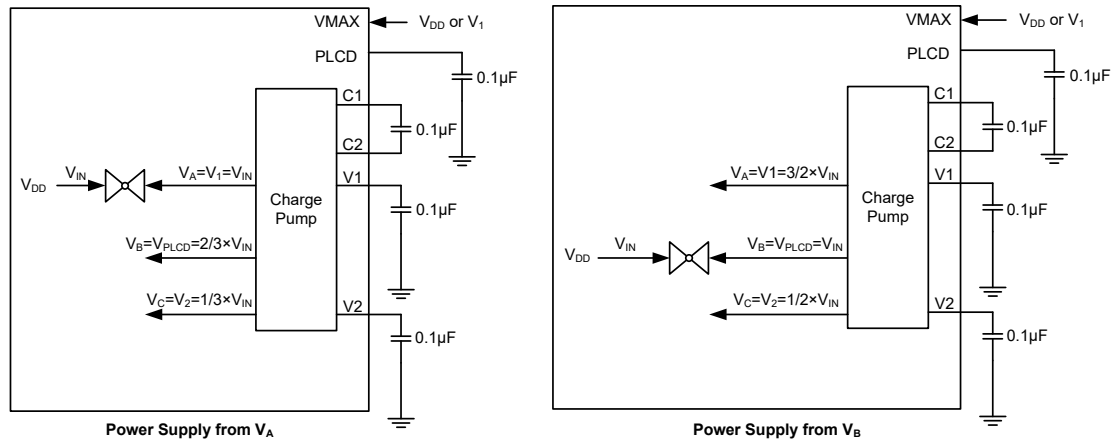 VMAX
V_DD or V_1
PLCD
0.1μF
C1
0.1μF
C2
V_DD
V_IN
V_A=V_1=V_IN
V1
Charge
Pump
0.1μF
V_B=V_PLCD=2/3×V_IN
V_C=V_2=1/3×V_IN
V2
0.1μF
Power Supply from V_A
VMAX
V_DD or V_1
PLCD
0.1μF
C1
0.1μF
C2
V_A=V1=3/2×V_IN
V1
Charge
Pump
0.1μF
V_DD
V_IN
V_B=V_PLCD=V_IN
V_C=V_2=1/2×V_IN
V2
0.1μF
Power Supply from V_B